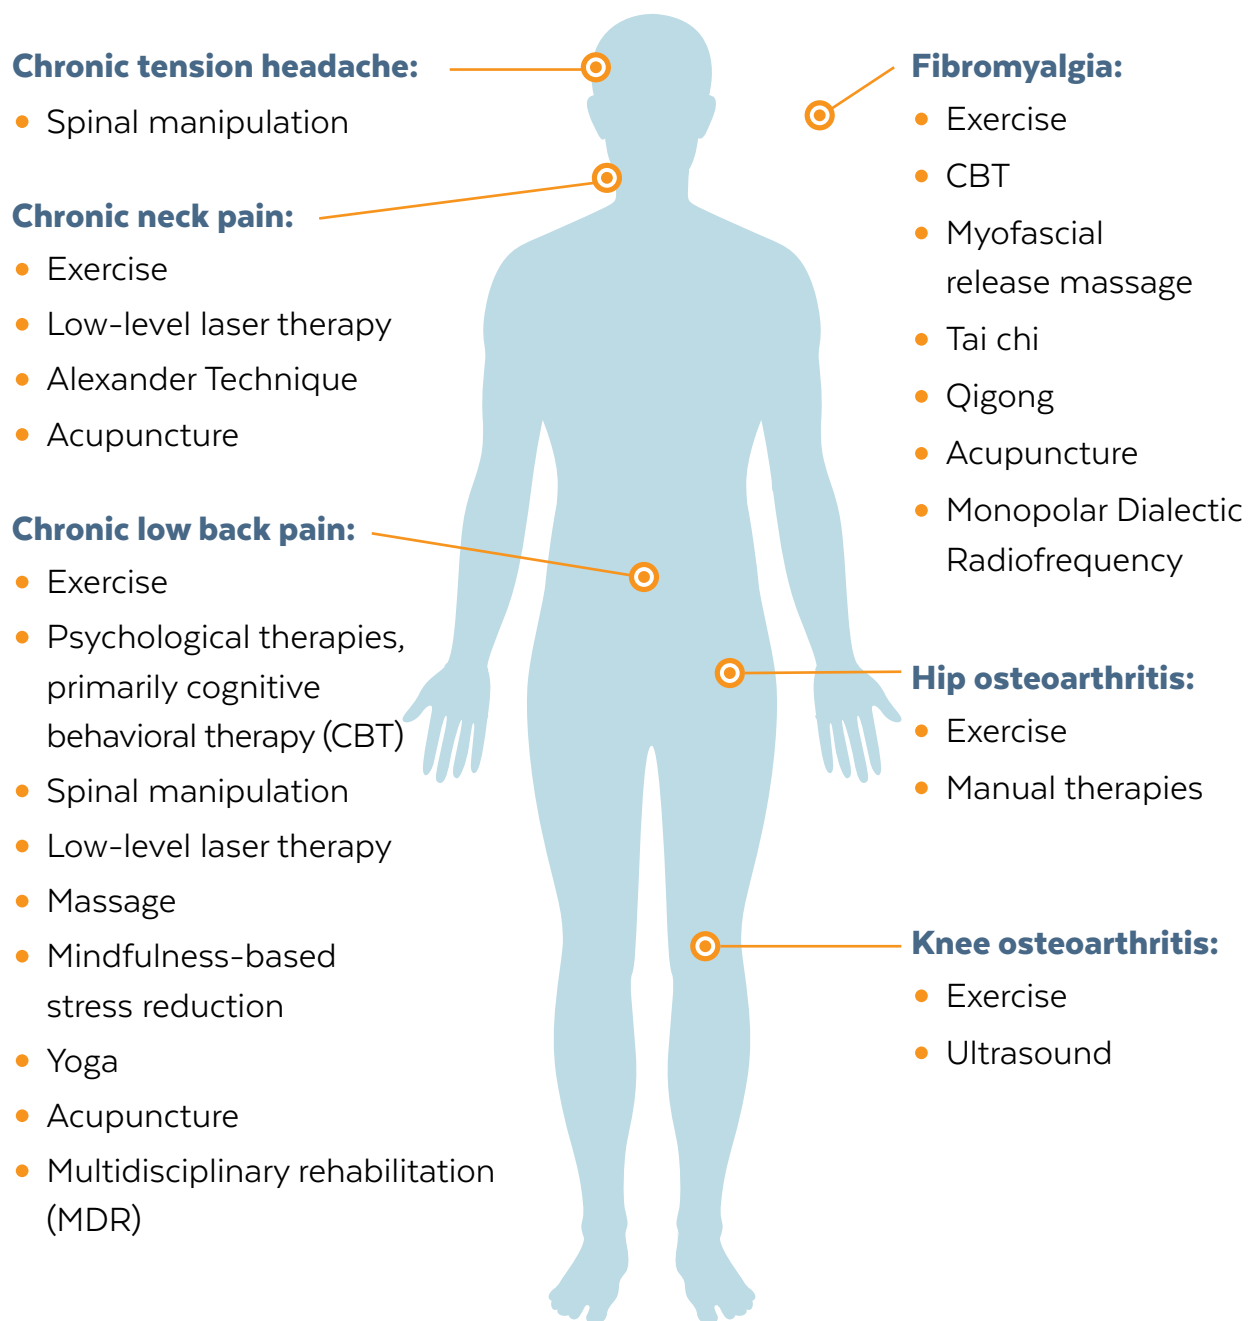 Chronic tension headache:
• Spinal manipulation
Chronic neck pain:
• Exercise
• Low-level laser therapy
• Alexander Technique
• Acupuncture
Chronic low back pain:
• Exercise
• Psychological therapies,
primarily cognitive
behavioral therapy (CBT)
• Spinal manipulation
• Low-level laser therapy
• Massage
• Mindfulness-based
stress reduction
• Yoga
• Acupuncture
• Multidisciplinary rehabilitation
(MDR)
Fibromyalgia:
• Exercise
• CBT
• Myofascial
release massage
• Tai chi
• Qigong
• Acupuncture
• Monopolar Dialectic
Radiofrequency
Hip osteoarthritis:
• Exercise
• Manual therapies
Knee osteoarthritis:
• Exercise
• Ultrasound